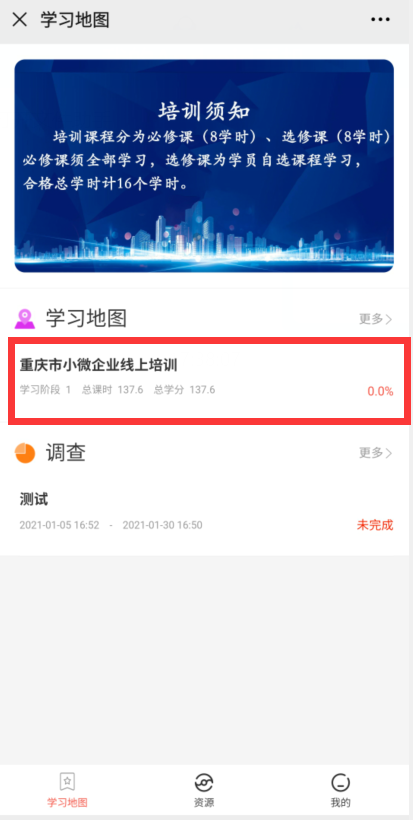 学习地图
培训须知
培训课程分为必修课（8学时）、选修课（8学时）
必修课须全部学习，选修课为学员自选课程学习，
合格总学时计16个学时。
学习地图 更多
重庆市小微企业线上培训
学习阶段 1 总课时 137.6 总学分 137.6 0.0%
调查 更多
测试
2021-01-05 16:52 - 2021-01-30 16:50 未完成
学习地图 资源 我的